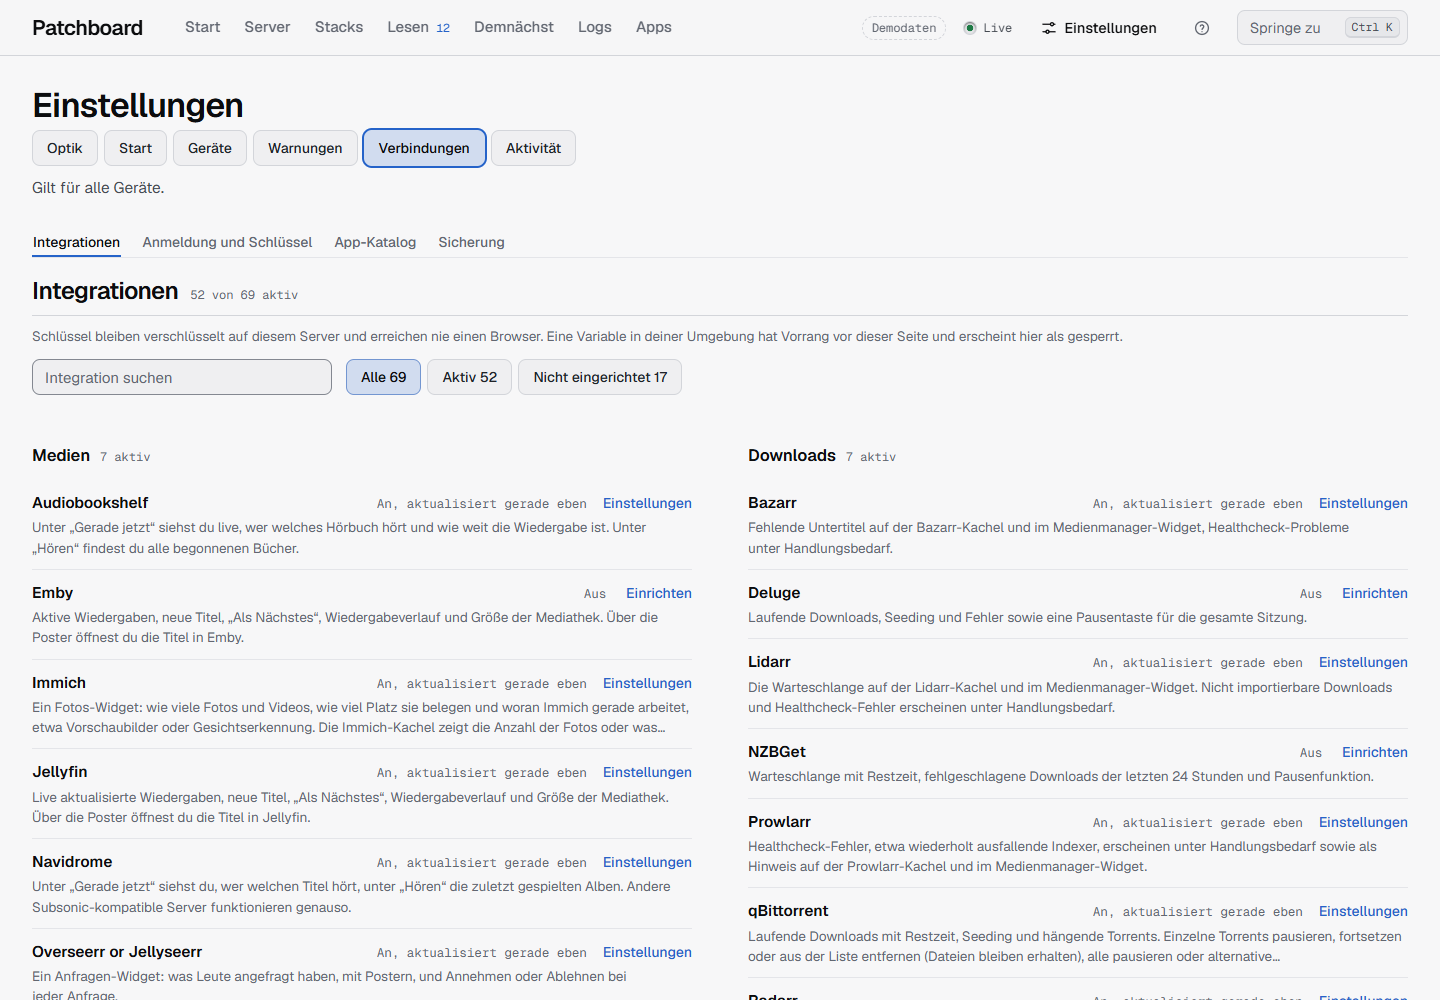 Patchboard
Start
Server
Stacks
Lesen 12
Demnächst
Logs
Apps
Demodaten
Live
Einstellungen
Springe zu
Ctrl K
Einstellungen
Optik
Start
Geräte
Warnungen
Verbindungen
Aktivität
Gilt für alle Geräte.
Integrationen
Anmeldung und Schlüssel
App-Katalog
Sicherung
Integrationen 52 von 69 aktiv
Schlüssel bleiben verschlüsselt auf diesem Server und erreichen nie einen Browser. Eine Variable in deiner Umgebung hat Vorrang vor dieser Seite und erscheint hier als gesperrt.
Integration suchen
Alle 69
Aktiv 52
Nicht eingerichtet 17
Medien 7 aktiv
Audiobookshelf An, aktualisiert gerade eben Einstellungen
Unter „Gerade jetzt“ siehst du live, wer welches Hörbuch hört und wie weit die Wiedergabe ist. Unter
„Hören“ findest du alle begonnenen Bücher.
Emby Aus Einrichten
Aktive Wiedergaben, neue Titel, „Als Nächstes“, Wiedergabeverlauf und Größe der Mediathek. Über die
Poster öffnest du die Titel in Emby.
Immich An, aktualisiert gerade eben Einstellungen
Ein Fotos-Widget: wie viele Fotos und Videos, wie viel Platz sie belegen und woran Immich gerade arbeitet,
etwa Vorschaubilder oder Gesichtserkennung. Die Immich-Kachel zeigt die Anzahl der Fotos oder was…
Jellyfin An, aktualisiert gerade eben Einstellungen
Live aktualisierte Wiedergaben, neue Titel, „Als Nächstes“, Wiedergabeverlauf und Größe der Mediathek.
Über die Poster öffnest du die Titel in Jellyfin.
Navidrome An, aktualisiert gerade eben Einstellungen
Unter „Gerade jetzt“ siehst du, wer welchen Titel hört, unter „Hören“ die zuletzt gespielten Alben. Andere
Subsonic-kompatible Server funktionieren genauso.
Overseerr or Jellyseerr An, aktualisiert gerade eben Einstellungen
Ein Anfragen-Widget: was Leute angefragt haben, mit Postern, und Annehmen oder Ablehnen bei
jeder Anfrage.
Downloads 7 aktiv
Bazarr An, aktualisiert gerade eben Einstellungen
Fehlende Untertitel auf der Bazarr-Kachel und im Medienmanager-Widget, Healthcheck-Probleme
unter Handlungsbedarf.
Deluge Aus Einrichten
Laufende Downloads, Seeding und Fehler sowie eine Pausentaste für die gesamte Sitzung.
Lidarr An, aktualisiert gerade eben Einstellungen
Die Warteschlange auf der Lidarr-Kachel und im Medienmanager-Widget. Nicht importierbare Downloads
und Healthcheck-Fehler erscheinen unter Handlungsbedarf.
NZBGet Aus Einrichten
Warteschlange mit Restzeit, fehlgeschlagene Downloads der letzten 24 Stunden und Pausenfunktion.
Prowlarr An, aktualisiert gerade eben Einstellungen
Healthcheck-Fehler, etwa wiederholt ausfallende Indexer, erscheinen unter Handlungsbedarf sowie als
Hinweis auf der Prowlarr-Kachel und im Medienmanager-Widget.
qBittorrent An, aktualisiert gerade eben Einstellungen
Laufende Downloads mit Restzeit, Seeding und hängende Torrents. Einzelne Torrents pausieren, fortsetzen
oder aus der Liste entfernen (Dateien bleiben erhalten), alle pausieren oder alternative…